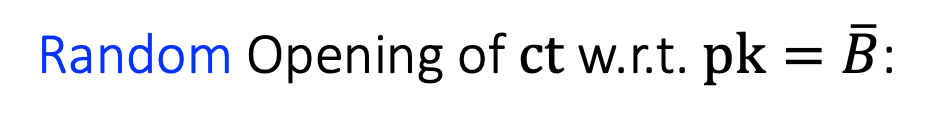 Random Opening of ct w.r.t. pk = B̅: